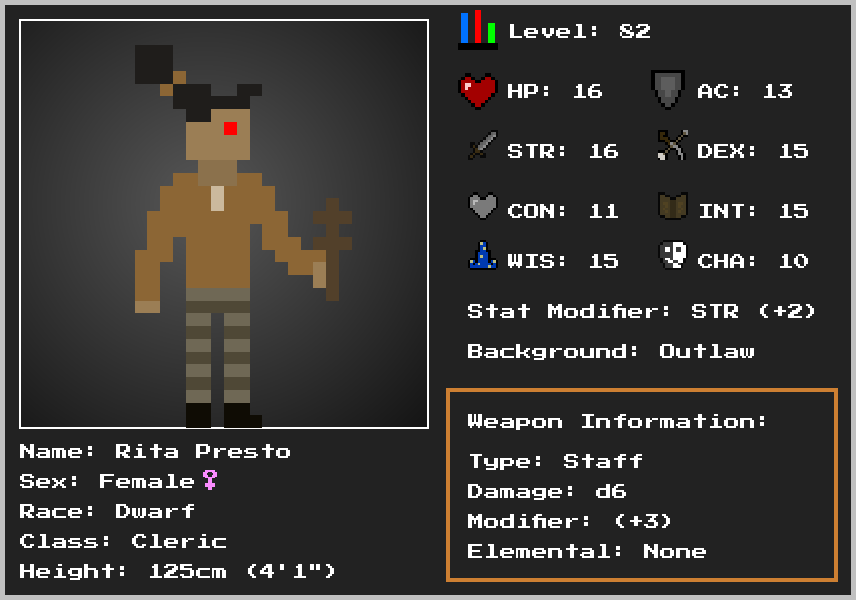 Level: 82
HP: 16
AC: 13
STR: 16
DEX: 15
CON: 11
INT: 15
WIS: 15
CHA: 10
Stat Modifier: STR (+2)
Background: Outlaw
Weapon Information:
Type: Staff
Damage: d6
Modifier: (+3)
Elemental: None
Name: Rita Presto
Sex: Female♀
Race: Dwarf
Class: Cleric
Height: 125cm (4'1")